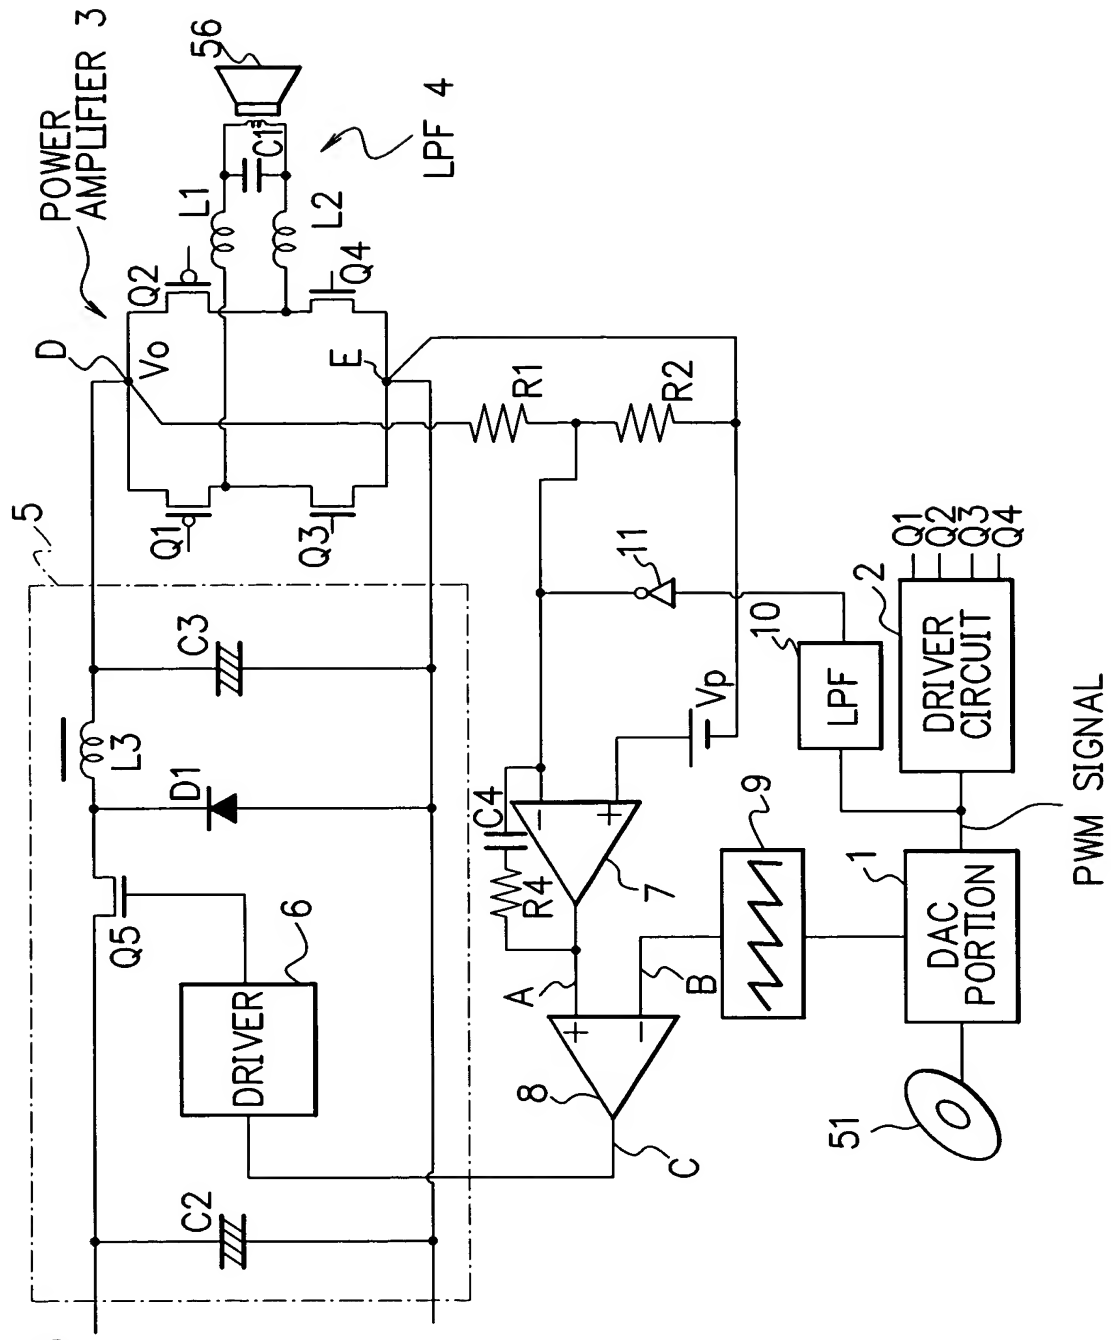 5
C2
DRIVER
6
Q5
D1
L3
C3
D
POWER
AMPLIFIER 3
Vo
E
Q1
Q2
Q3
Q4
L1
L2
C1
56
LPF 4
R1
R2
C4
R4
7
8
A
B
C
Vp
11
10
LPF
9
51
1
DAC
PORTION
2
DRIVER
CIRCUIT
Q1
Q2
Q3
Q4
PWM SIGNAL
-
+
+
-